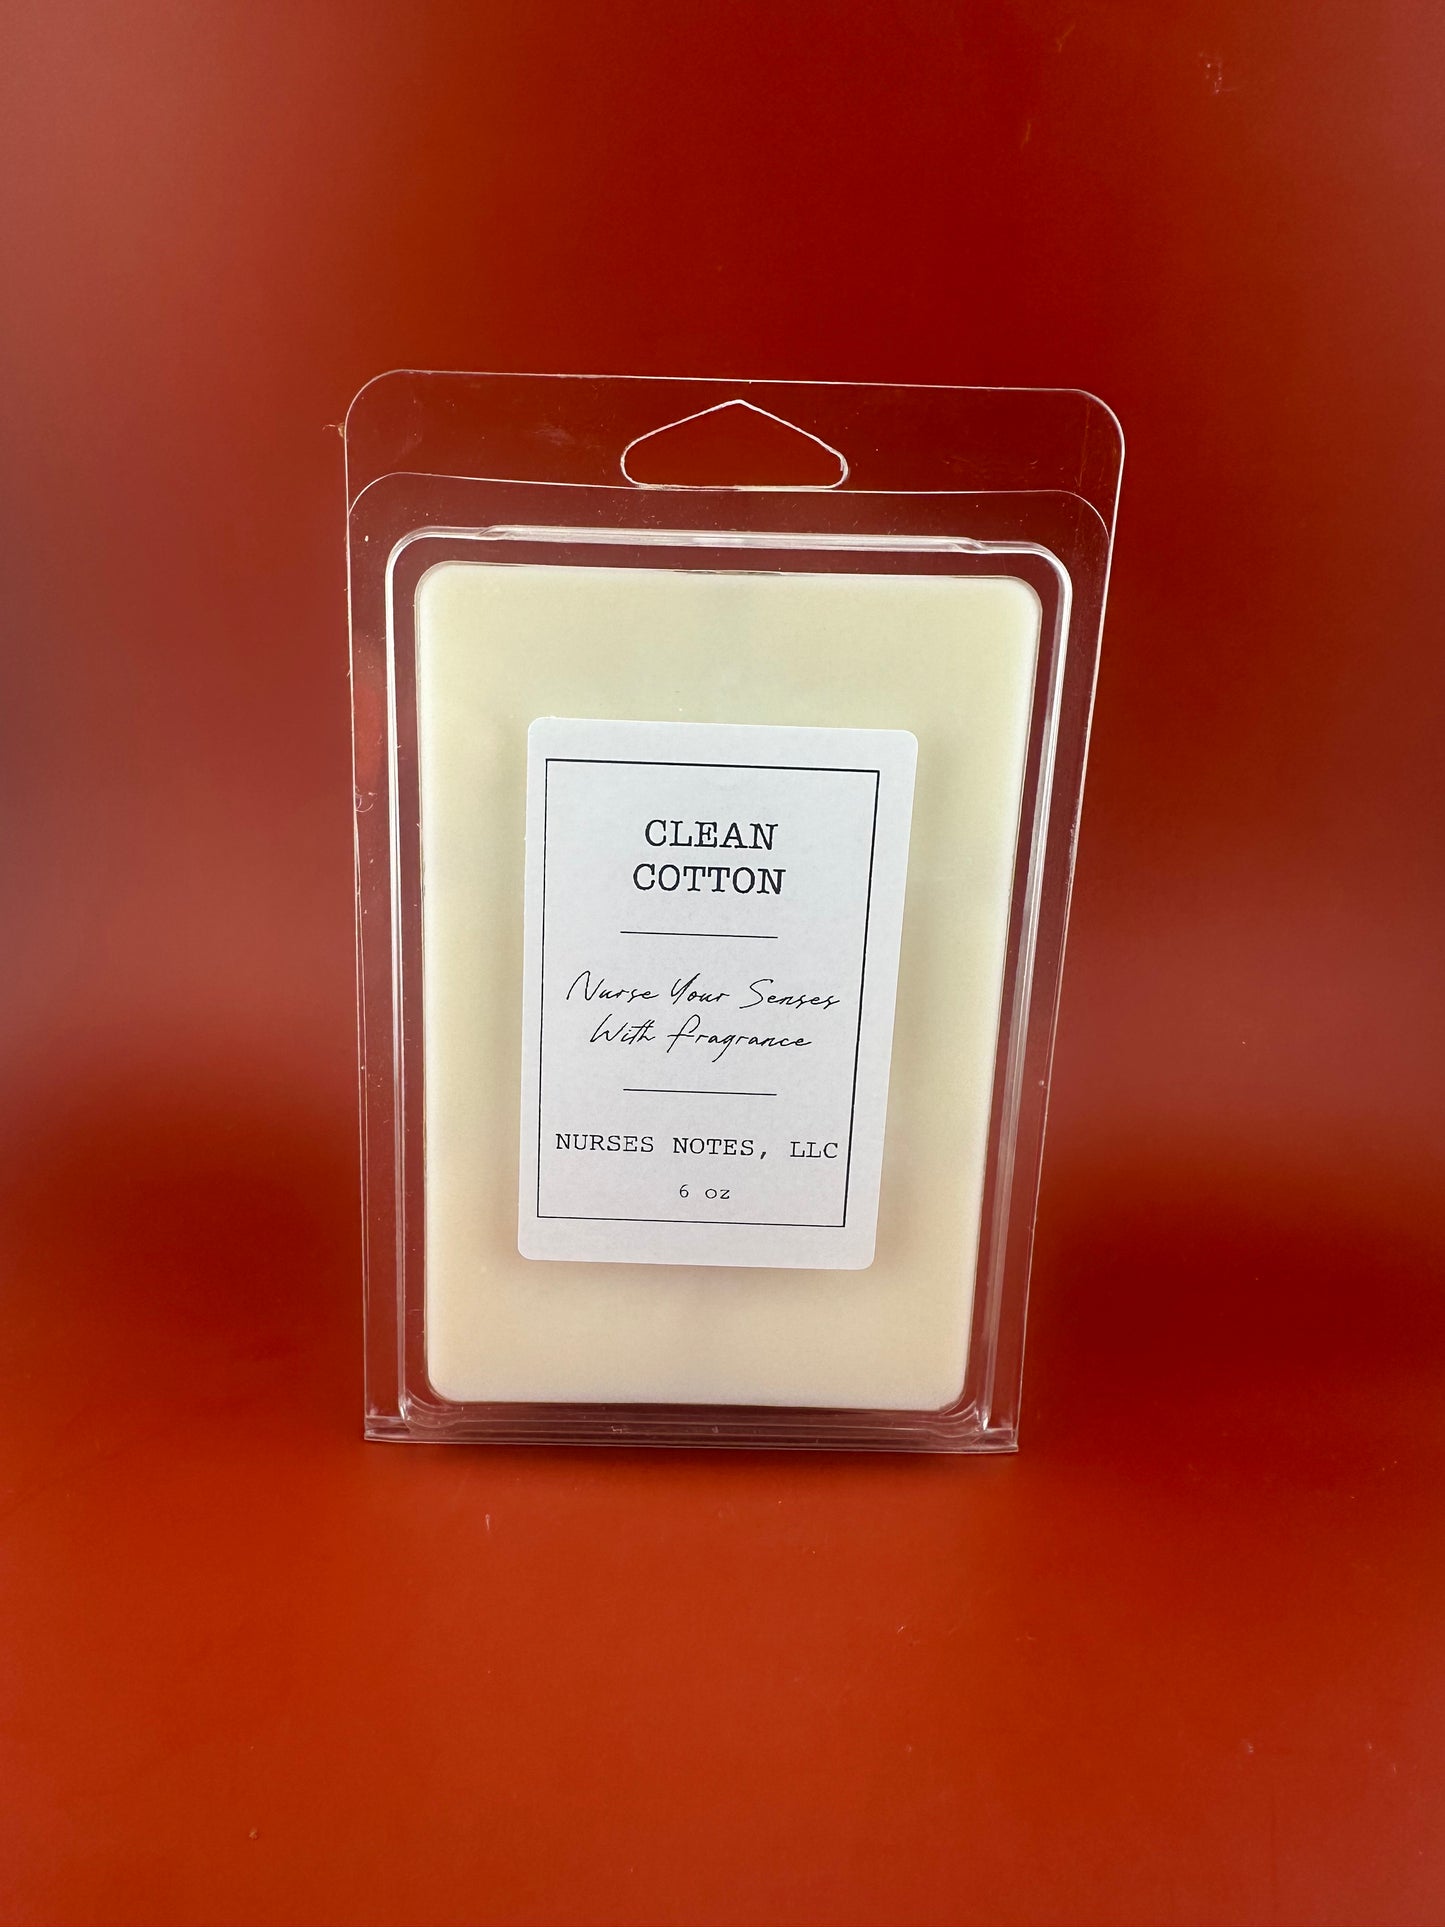 CLEAN
COTTON
Nurse Your Senses
With Fragrance
NURSES NOTES, LLC
6 oz